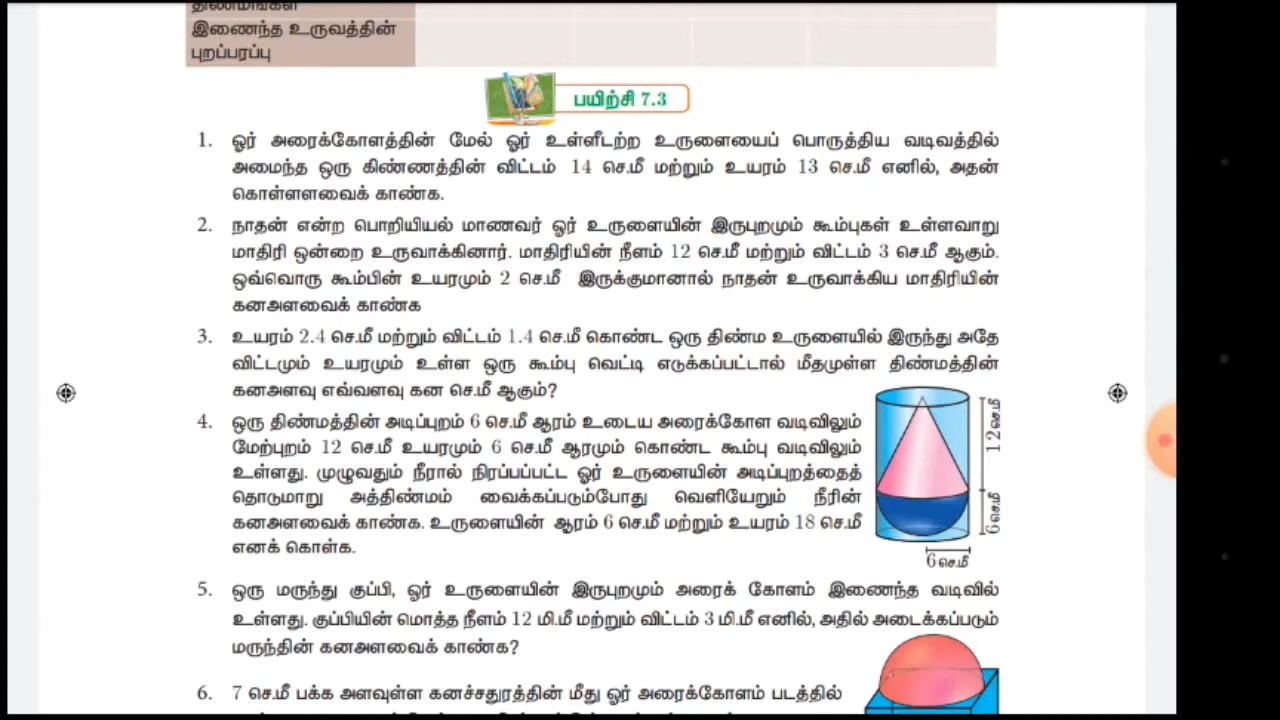 திண்மங்கள்
இணைந்த உருவத்தின்
புறப்பரப்பு
பயிற்சி 7.3
1. ஓர் அரைக்கோளத்தின் மேல் ஓர் உள்ளீடற்ற உருளையைப் பொருத்திய வடிவத்தில்
அமைந்த ஒரு கிண்ணத்தின் விட்டம் 14 செ.மீ மற்றும் உயரம் 13 செ.மீ எனில், அதன்
கொள்ளளவைக் காண்க.
2. நாதன் என்ற பொறியியல் மாணவர் ஓர் உருளையின் இருபுறமும் கூம்புகள் உள்ளவாறு
மாதிரி ஒன்றை உருவாக்கினார். மாதிரியின் நீளம் 12 செ.மீ மற்றும் விட்டம் 3 செ.மீ ஆகும்.
ஒவ்வொரு கூம்பின் உயரமும் 2 செ.மீ இருக்குமானால் நாதன் உருவாக்கிய மாதிரியின்
கனஅளவைக் காண்க
3. உயரம் 2.4 செ.மீ மற்றும் விட்டம் 1.4 செ.மீ கொண்ட ஒரு திண்ம உருளையில் இருந்து அதே
விட்டமும் உயரமும் உள்ள ஒரு கூம்பு வெட்டி எடுக்கப்பட்டால் மீதமுள்ள திண்மத்தின்
கனஅளவு எவ்வளவு கன செ.மீ ஆகும்?
4. ஒரு திண்மத்தின் அடிப்புறம் 6 செ.மீ ஆரம் உடைய அரைக்கோள வடிவிலும்
மேற்புறம் 12 செ.மீ உயரமும் 6 செ.மீ ஆரமும் கொண்ட கூம்பு வடிவிலும்
உள்ளது. முழுவதும் நீரால் நிரப்பப்பட்ட ஓர் உருளையின் அடிப்புறத்தைத்
தொடுமாறு அத்திண்மம் வைக்கப்படும்போது வெளியேறும் நீரின்
கனஅளவைக் காண்க. உருளையின் ஆரம் 6 செ.மீ மற்றும் உயரம் 18 செ.மீ
எனக் கொள்க.
12செ.மீ
6செ.மீ
6செ.மீ
5. ஒரு மருந்து குப்பி, ஓர் உருளையின் இருபுறமும் அரைக் கோளம் இணைந்த வடிவில்
உள்ளது. குப்பியின் மொத்த நீளம் 12 மி.மீ மற்றும் விட்டம் 3 மி.மீ எனில், அதில் அடைக்கப்படும்
மருந்தின் கனஅளவைக் காண்க?
6. 7 செ.மீ பக்க அளவுள்ள கனச்சதுரத்தின் மீது ஓர் அரைக்கோளம் படத்தில்